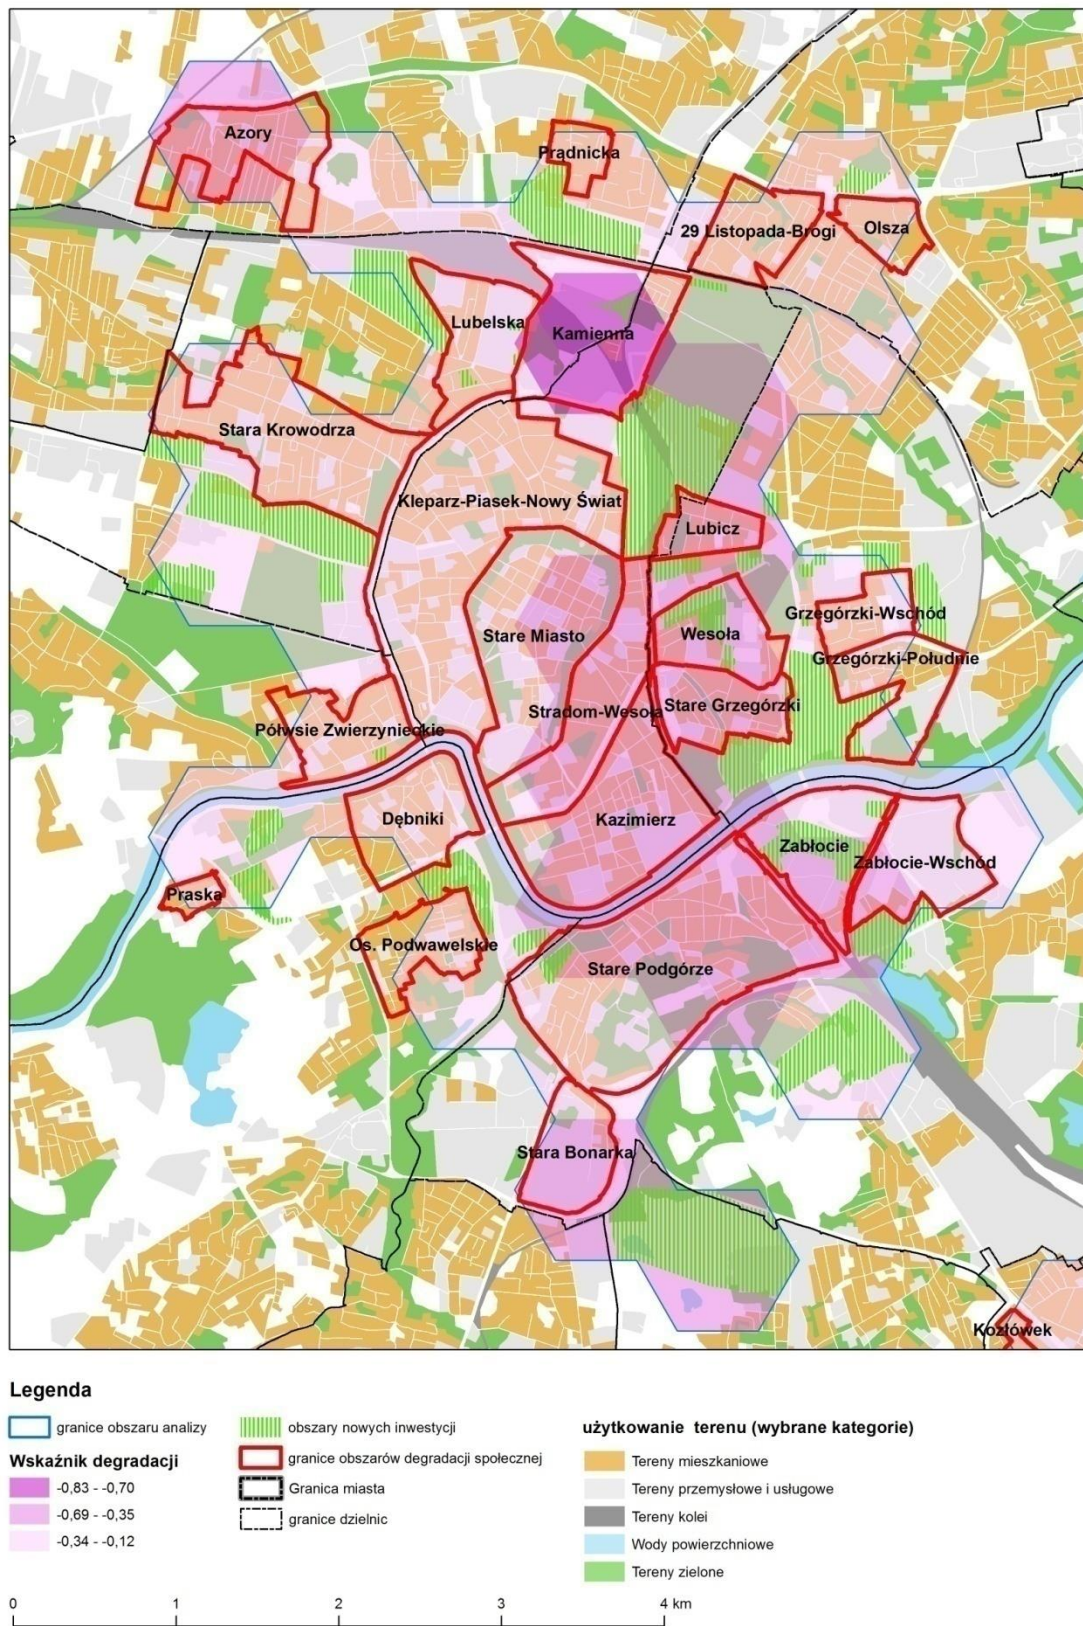 Azory
Prądnicka
29 Listopada-Brogi
Olsza
Lubelska
Kamienna
Stara Krowodrza
Kleparz-Piasek-Nowy Świat
Lubicz
Grzegórzki-Wschód
Stare Miasto
Wesoła
Grzegórzki-Południe
Stradom-Wesoła
Stare Grzegórzki
Półwsie Zwierzynieckie
Dębniki
Kazimierz
Zabłocie
Zabłocie-Wschód
Praska
Os. Podwawelskie
Stare Podgórze
Stara Bonarka
Kozłówek
Legenda
granice obszaru analizy
Wskaźnik degradacji
-0,83 - -0,70
-0,69 - -0,35
-0,34 - -0,12
obszary nowych inwestycji
granice obszarów degradacji społecznej
Granica miasta
granice dzielnic
użytkowanie terenu (wybrane kategorie)
Tereny mieszkaniowe
Tereny przemysłowe i usługowe
Tereny kolei
Wody powierzchniowe
Tereny zielone
0 1 2 3 4 km